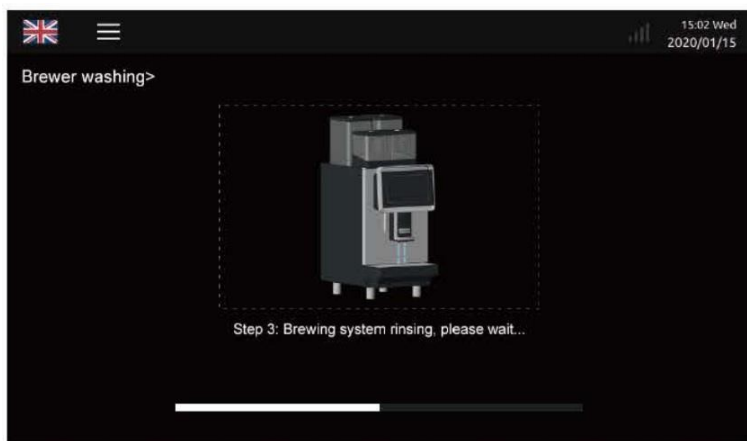 15:02 Wed
2020/01/15
Brewer washing>
Step 3: Brewing system rinsing, please wait...